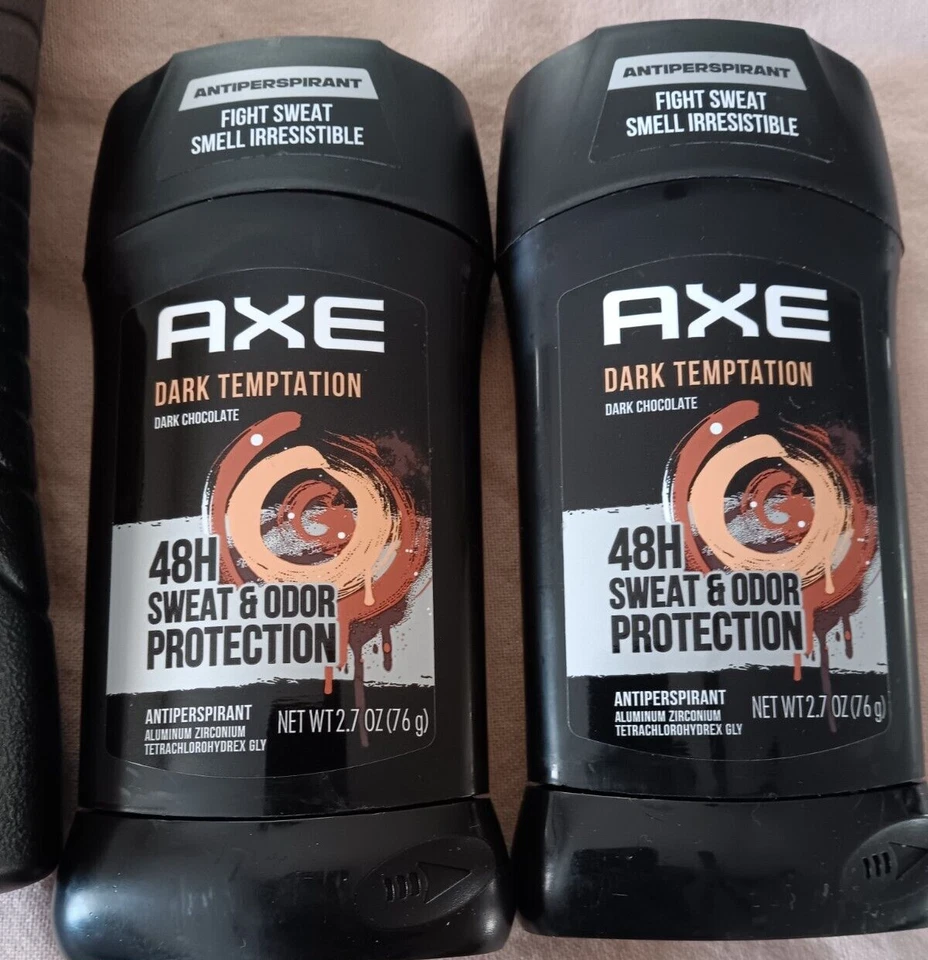 ANTIPERSPIRANT
FIGHT SWEAT
SMELL IRRESISTIBLE
AXE
DARK TEMPTATION
DARK CHOCOLATE
48H
SWEAT & ODOR
PROTECTION
ANTIPERSPIRANT
ALUMINUM ZIRCONIUM
TETRACHLOROHYDREX GLY
NET WT 2.7 OZ (76 g)
ANTIPERSPIRANT
FIGHT SWEAT
SMELL IRRESISTIBLE
AXE
DARK TEMPTATION
DARK CHOCOLATE
48H
SWEAT & ODOR
PROTECTION
ANTIPERSPIRANT
ALUMINUM ZIRCONIUM
TETRACHLOROHYDREX GLY
NET WT 2.7 OZ (76 g)